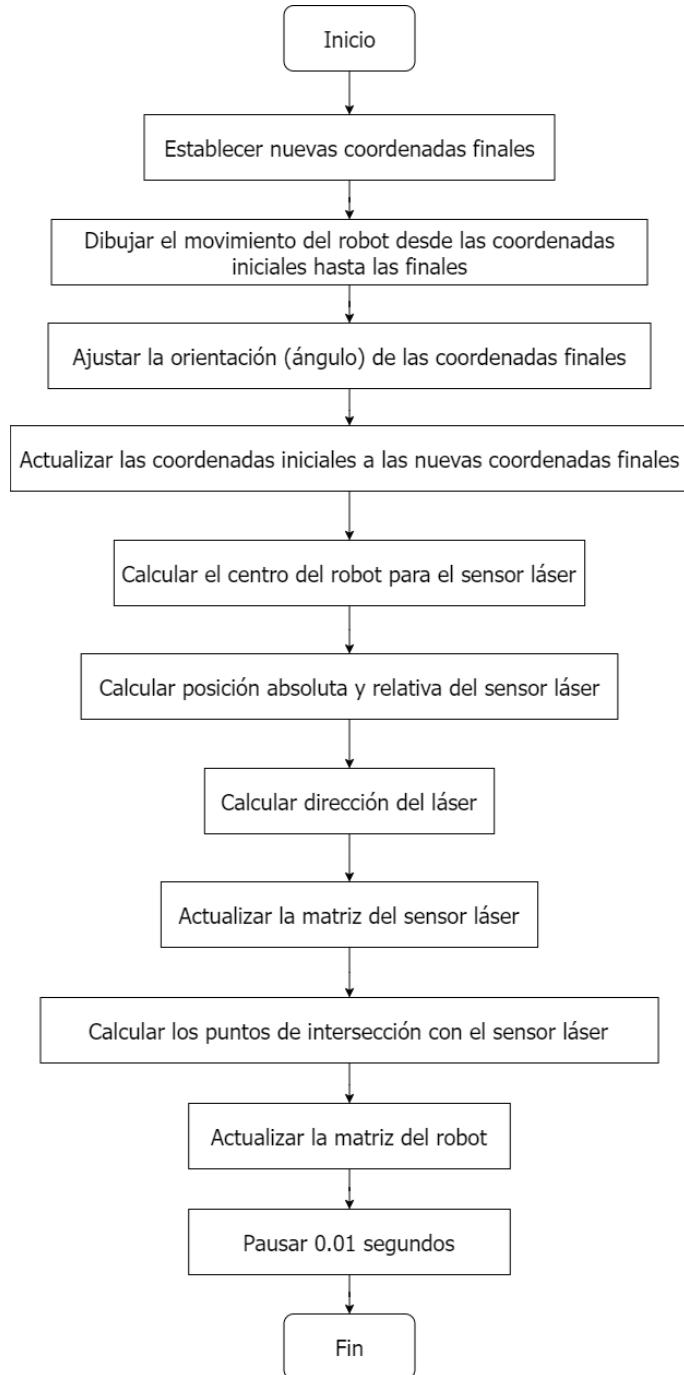 Inicio
Establecer nuevas coordenadas finales
Dibujar el movimiento del robot desde las coordenadas
iniciales hasta las finales
Ajustar la orientación (ángulo) de las coordenadas finales
Actualizar las coordenadas iniciales a las nuevas coordenadas finales
Calcular el centro del robot para el sensor láser
Calcular posición absoluta y relativa del sensor láser
Calcular dirección del láser
Actualizar la matriz del sensor láser
Calcular los puntos de intersección con el sensor láser
Actualizar la matriz del robot
Pausar 0.01 segundos
Fin